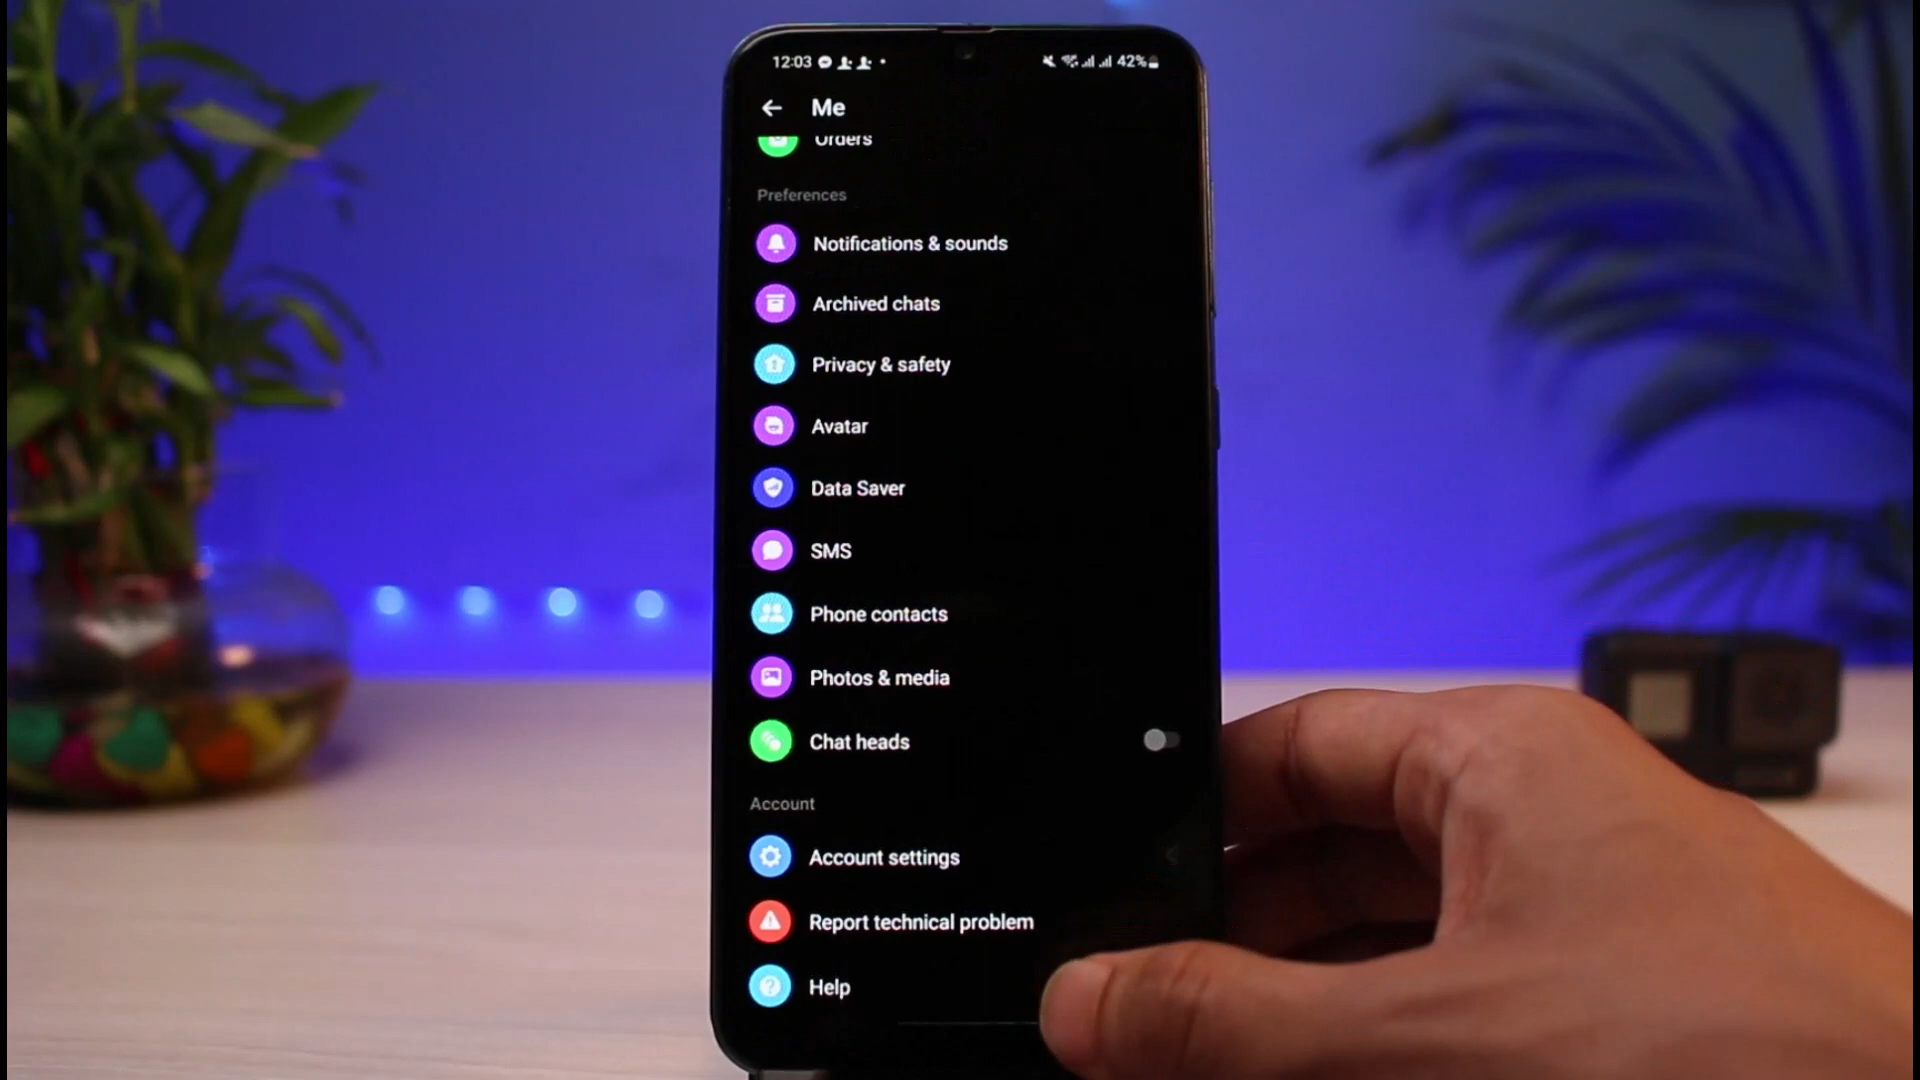 12:03 42%
Me
Orders
Preferences
Notifications & sounds
Archived chats
Privacy & safety
Avatar
Data Saver
SMS
Phone contacts
Photos & media
Chat heads
Account
Account settings
Report technical problem
Help